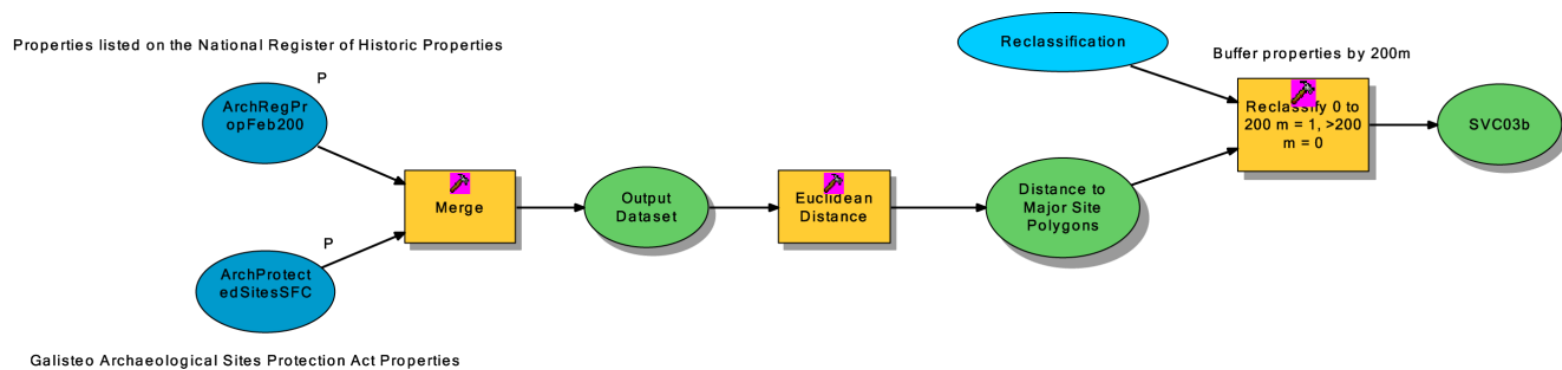 Properties listed on the National Register of Historic Properties
P
ArchRegPr
opFeb200
Merge
P
ArchProtect
edSitesSFC
Galisteo Archaeological Sites Protection Act Properties
Output
Dataset
Euclidean
Distance
Distance to
Major Site
Polygons
Reclassification
Buffer properties by 200m
Reclassify 0 to
200 m = 1, >200
m = 0
SVC03b